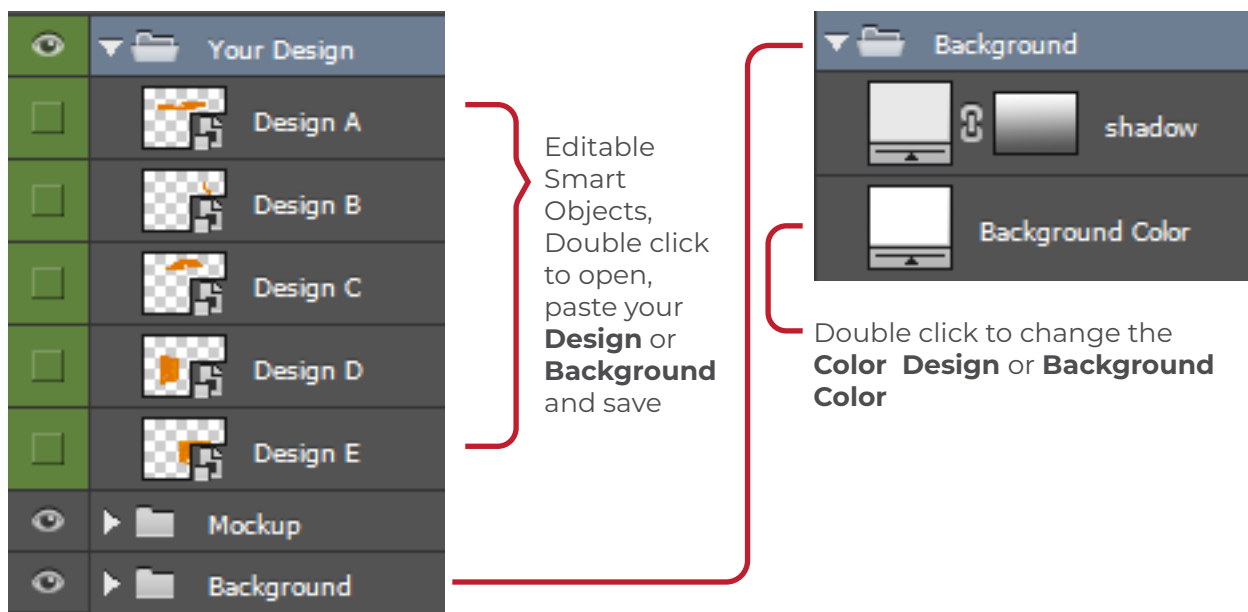 Your Design
Design A
Design B
Design C
Design D
Design E
Mockup
Background
Editable
Smart
Objects,
Double click
to open,
paste your
Design or
Background
and save
Background
shadow
Background Color
Double click to change the
Color  Design or Background
Color